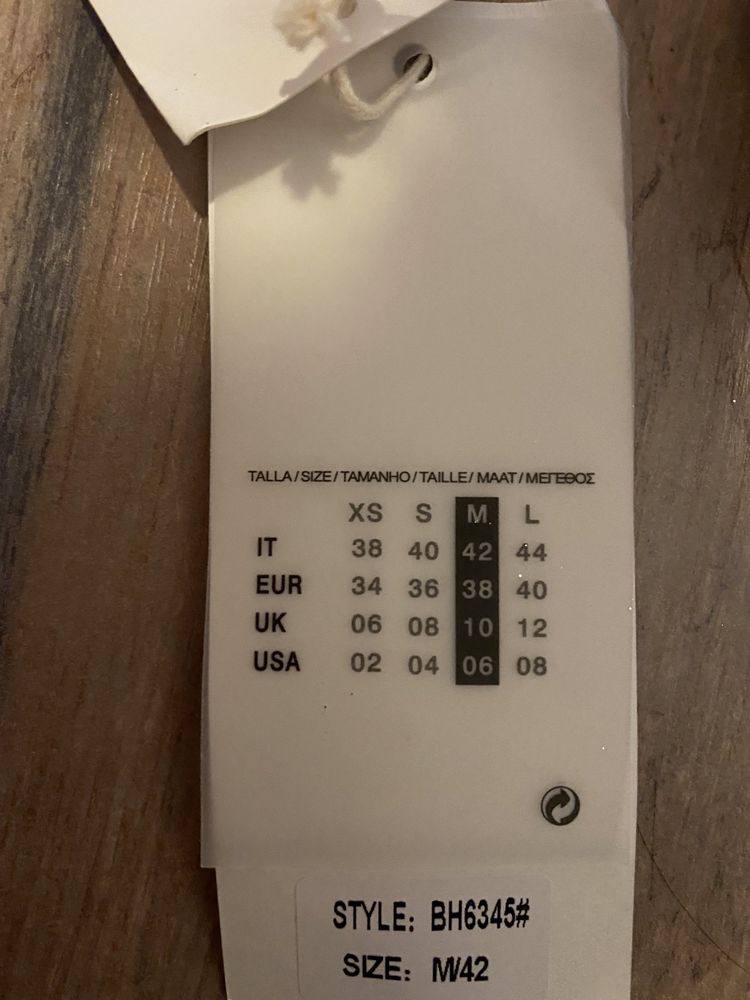 TALLA / SIZE / TAMANHO / TAILLE / MAAT / ΜΕΓΕΘΟΣ
XS S M L
IT 38 40 42 44
EUR 34 36 38 40
UK 06 08 10 12
USA 02 04 06 08
STYLE: BH6345#
SIZE: M/42